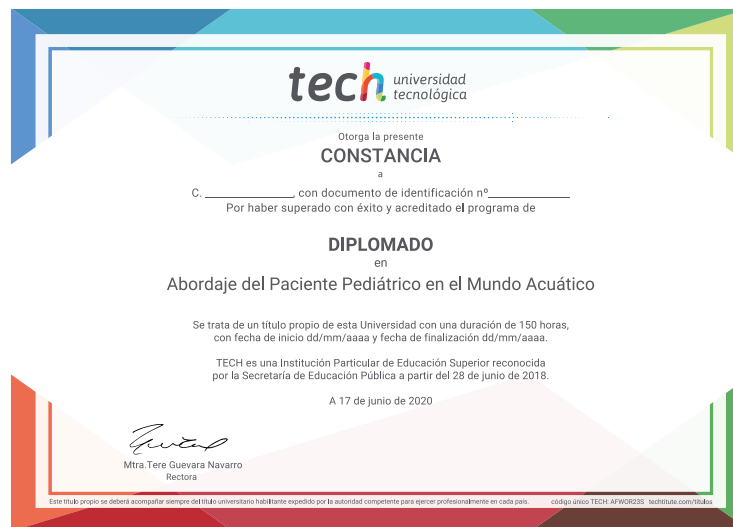 tech universidad
tecnológica
Otorga la presente
CONSTANCIA
a
C. ______________, con documento de identificación nº______________
Por haber superado con éxito y acreditado el programa de
DIPLOMADO
en
Abordaje del Paciente Pediátrico en el Mundo Acuático
Se trata de un título propio de esta Universidad con una duración de 150 horas,
con fecha de inicio dd/mm/aaaa y fecha de finalización dd/mm/aaaa.
TECH es una Institución Particular de Educación Superior reconocida
por la Secretaría de Educación Pública a partir del 28 de junio de 2018.
A 17 de junio de 2020
Mtra.Tere Guevara Navarro
Rectora
Este título propio se deberá acompañar siempre del título universitario habilitante expedido por la autoridad competente para ejercer profesionalmente en cada país. código único TECH: AFWOR23S techtitute.com/titulos